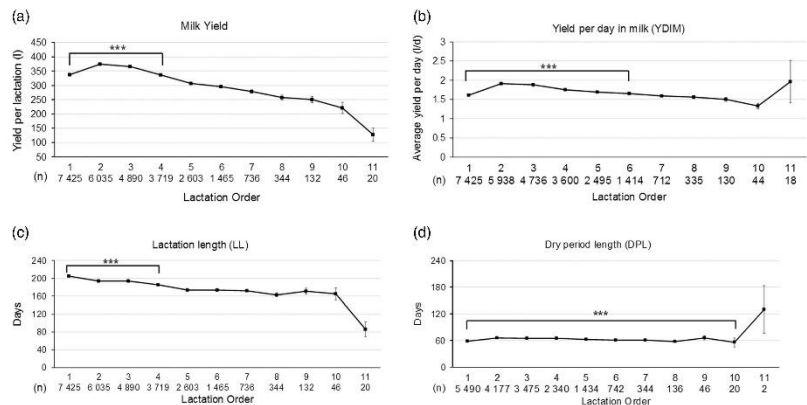 (a)
Milk Yield
Yield per lactation (l)
450
400
350
300
250
200
150
100
50
***
1 2 3 4 5 6 7 8 9 10 11
(n) 7 425 6 035 4 890 3 719 2 603 1 465 736 344 132 46 20
Lactation Order
(b)
Yield per day in milk (YDIM)
Average yield per day (l/d)
3
2.5
2
1.5
1
0.5
0
***
1 2 3 4 5 6 7 8 9 10 11
(n) 7 425 5 938 4 736 3 600 2 495 1 414 712 335 130 44 18
Lactation Order
(c)
Lactation length (LL)
Days
240
200
160
120
80
40
0
***
1 2 3 4 5 6 7 8 9 10 11
(n) 7 425 6 035 4 890 3 719 2 603 1 465 736 344 132 46 20
Lactation Order
(d)
Dry period length (DPL)
Days
240
180
120
60
0
***
1 2 3 4 5 6 7 8 9 10 11
(n) 5 490 4 177 3 475 2 340 1 434 742 344 136 46 20 2
Lactation Order